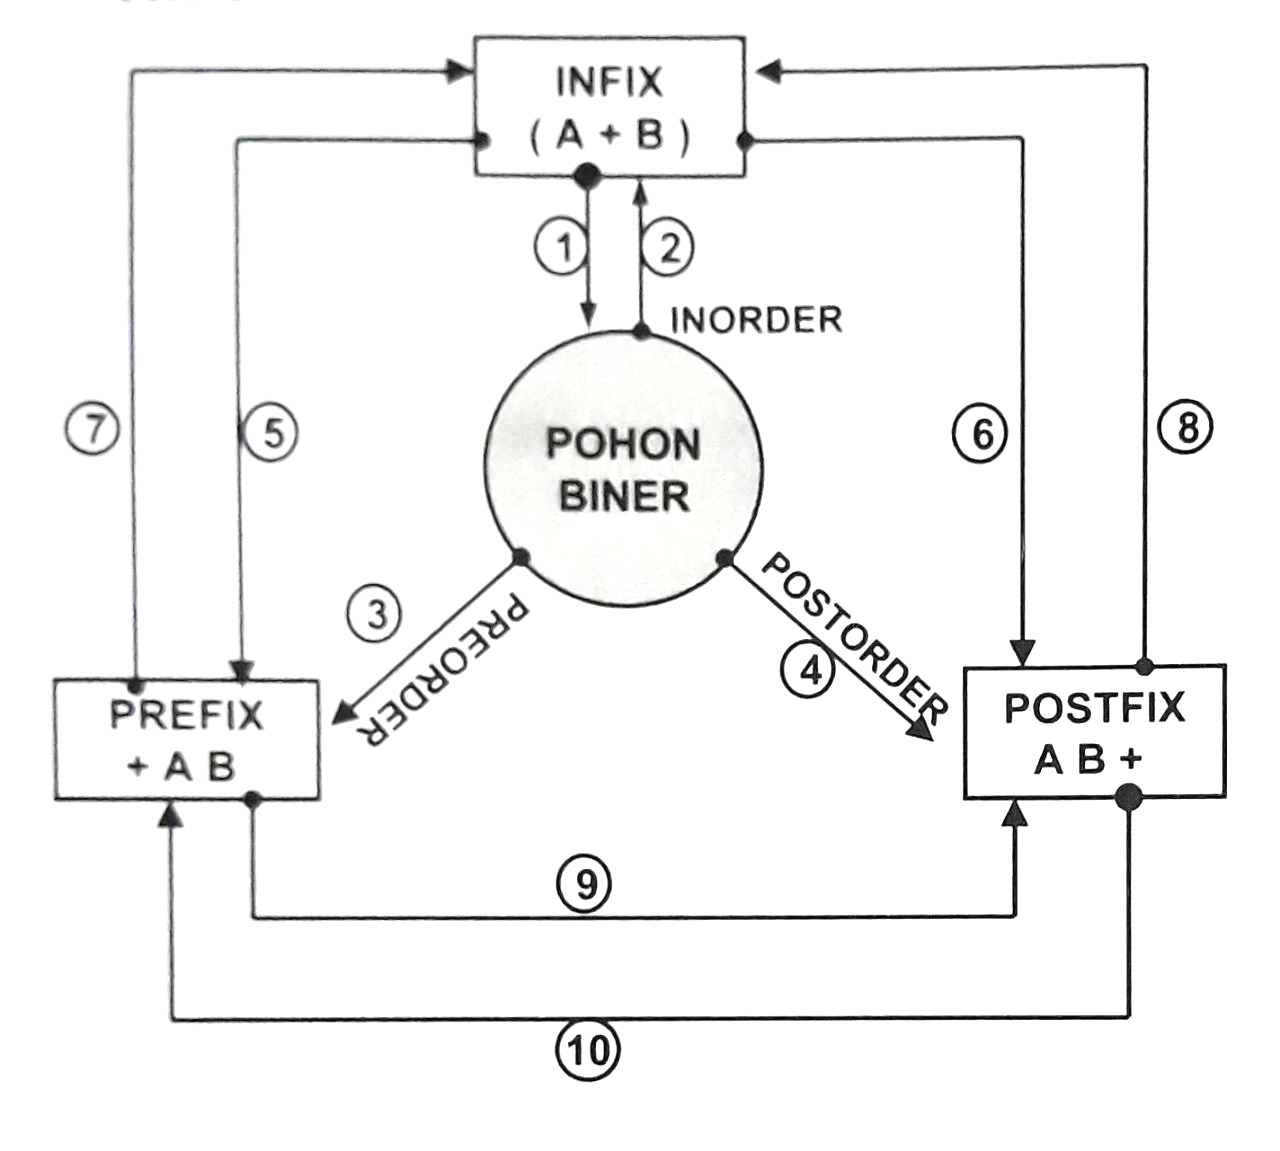 INFIX
( A + B )
1
2
INORDER
7
5
POHON
BINER
6
8
3
PREORDER
POSTORDER
4
PREFIX
+ A B
POSTFIX
A B +
9
10